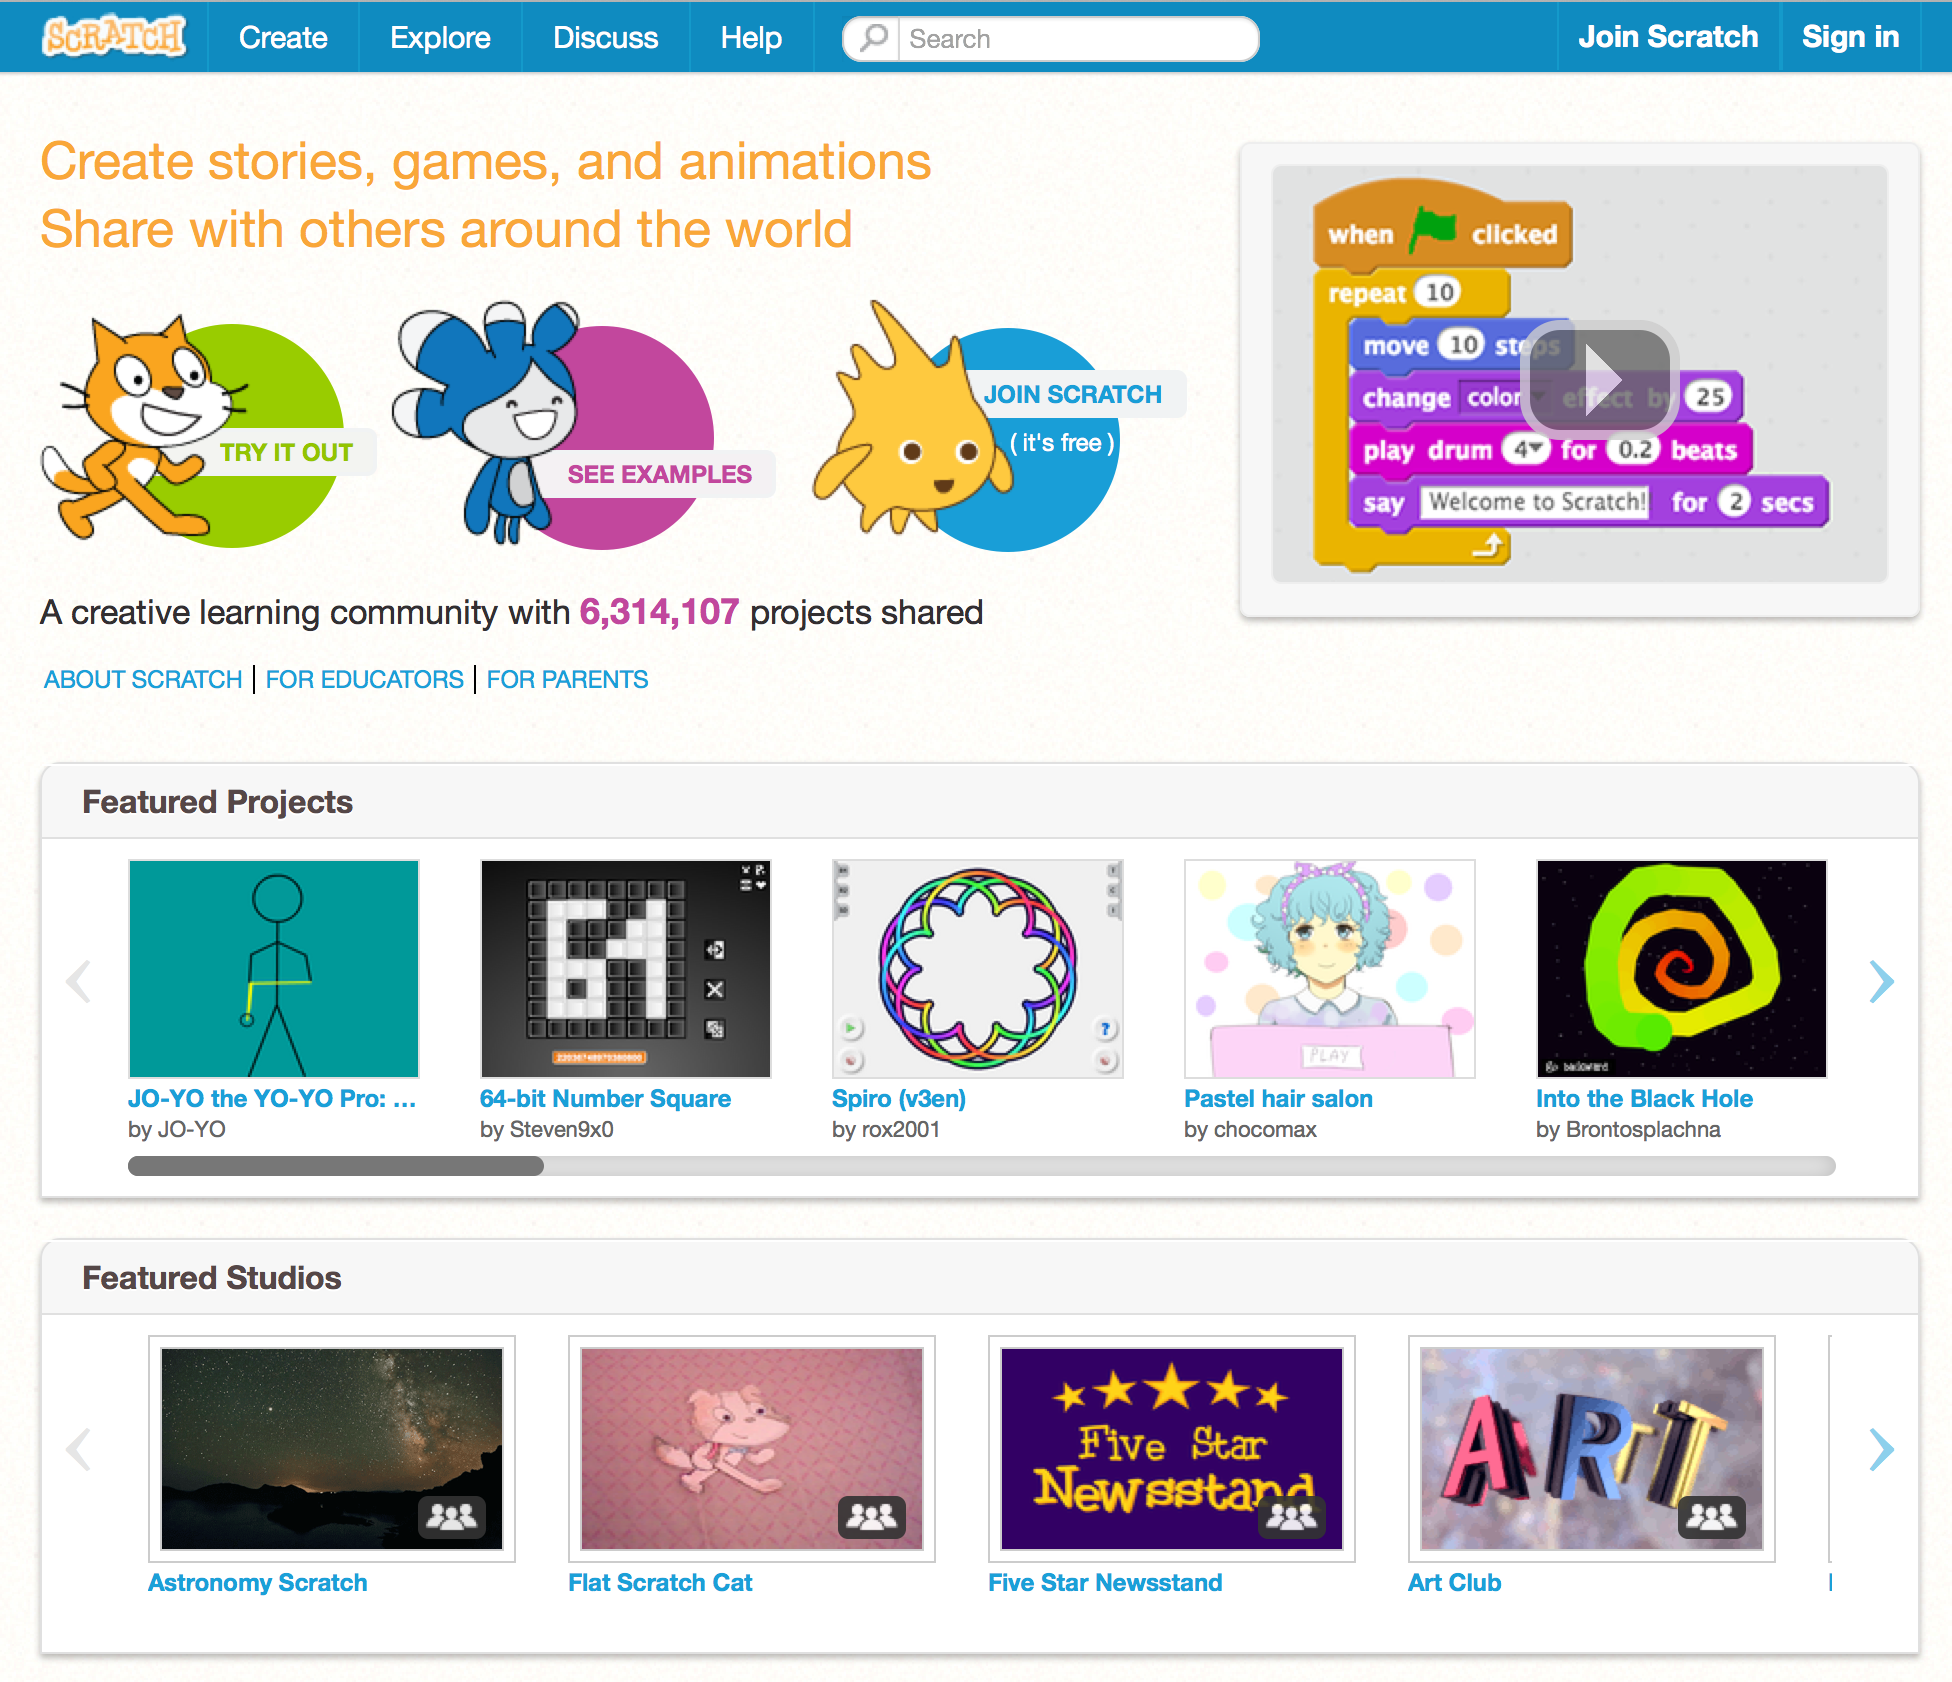 SCRATCH
Create
Explore
Discuss
Help
Search
Join Scratch
Sign in
Create stories, games, and animations
Share with others around the world
TRY IT OUT
SEE EXAMPLES
JOIN SCRATCH
( it's free )
when clicked
repeat 10
move 10 steps
change color effect by 25
play drum 4 for 0.2 beats
say Welcome to Scratch! for 2 secs
A creative learning community with 6,314,107 projects shared
ABOUT SCRATCH | FOR EDUCATORS | FOR PARENTS
Featured Projects
64
PLAY
go backward
JO-YO the YO-YO Pro: ...
by JO-YO
64-bit Number Square
by Steven9x0
Spiro (v3en)
by rox2001
Pastel hair salon
by chocomax
Into the Black Hole
by Brontosplachna
Featured Studios
Five Star
Newsstand
ART
Astronomy Scratch
Flat Scratch Cat
Five Star Newsstand
Art Club